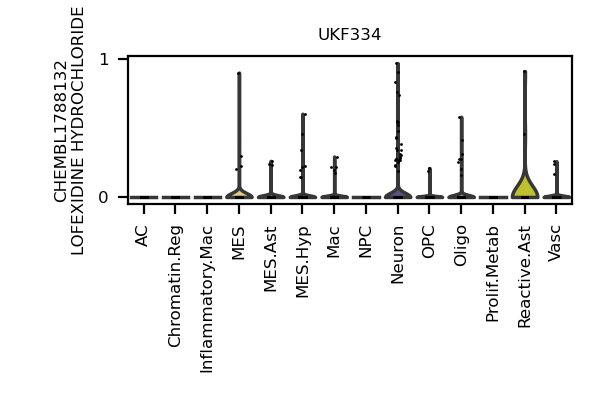 UKF334
CHEMBL1788132
LOFEXIDINE HYDROCHLORIDE
1
0
AC
Chromatin.Reg
Inflammatory.Mac
MES
MES.Ast
MES.Hyp
Mac
NPC
Neuron
OPC
Oligo
Prolif.Metab
Reactive.Ast
Vasc